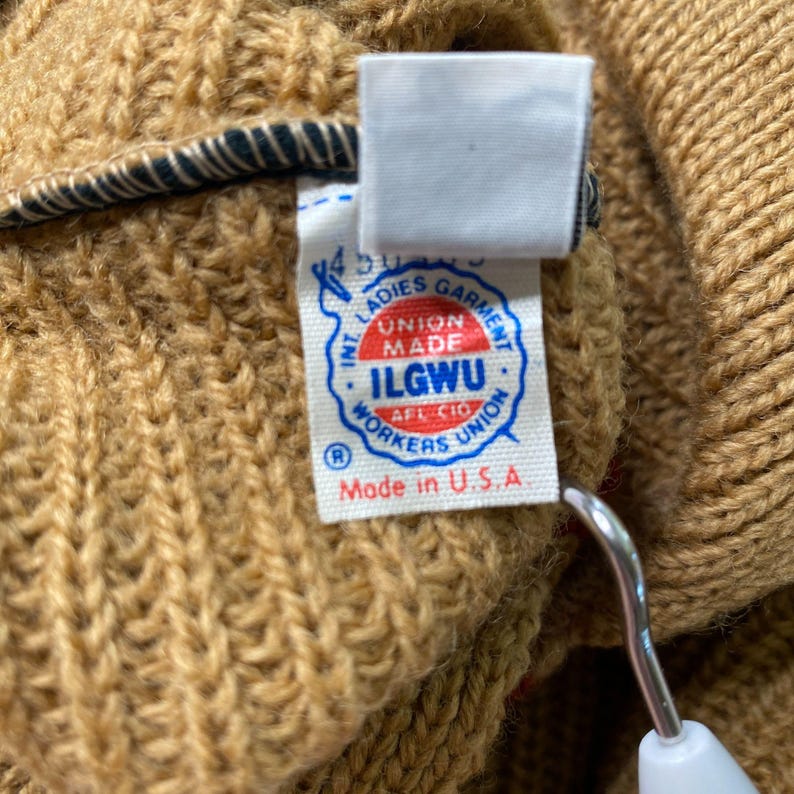 INT. LADIES GARMENT
UNION
MADE
· ILGWU ·
AFL-CIO
WORKERS UNION
®
Made in U.S.A